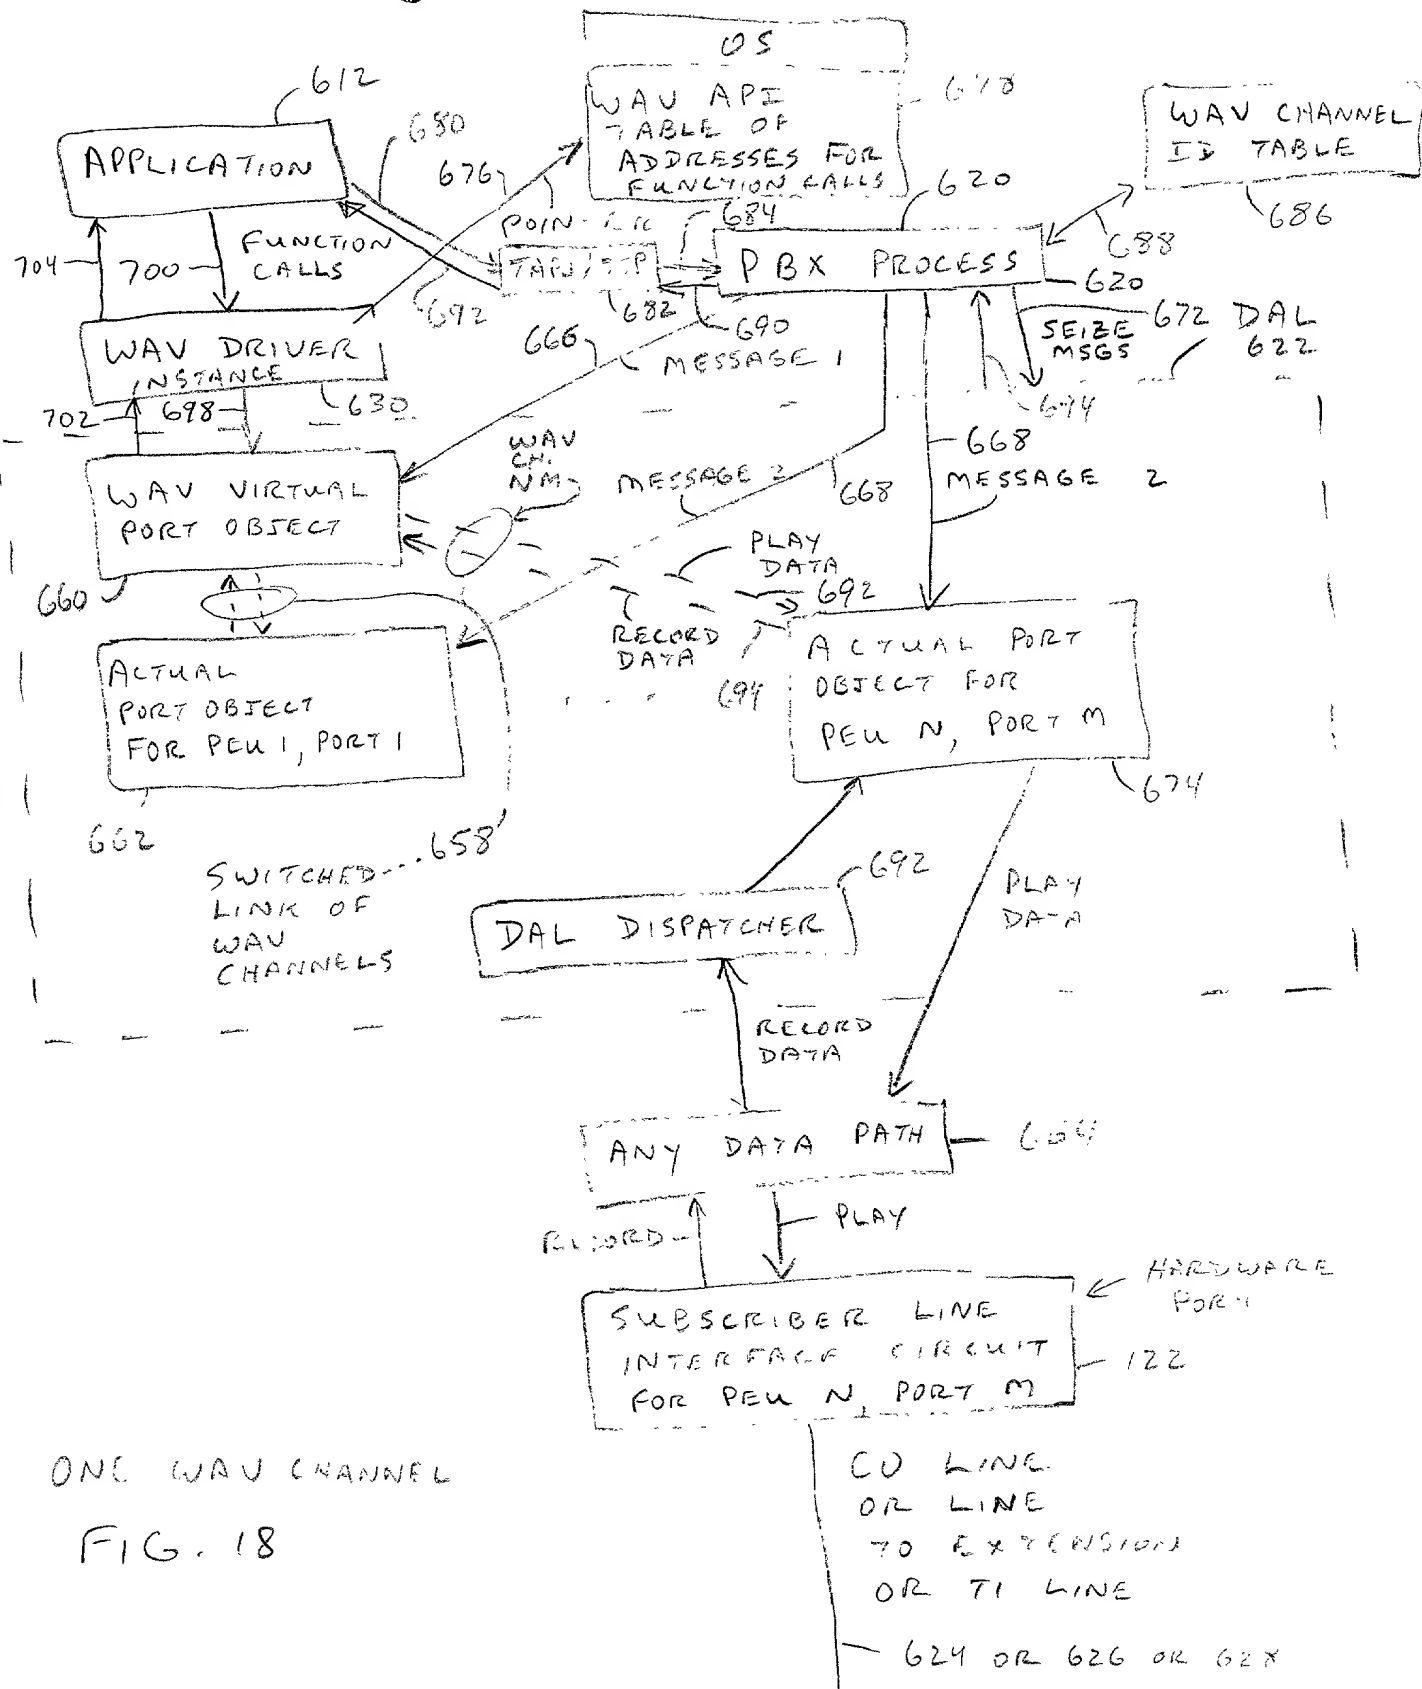 OS
612
WAV API
TABLE OF
ADDRESSES FOR
FUNCTION CALLS
WAV CHANNEL
ID TABLE
APPLICATION
680
676
620
686
684
688
704
700
FUNCTION
CALLS
PBX PROCESS
620
692
682
690
MESSAGE 1
666
SEIZE
MSGS
672
DAL
622
WAV DRIVER
INSTANCE
702
698
630
694
WAV
CH.
NM
MESSAGE 2
668
668
MESSAGE 2
WAV VIRTUAL
PORT OBJECT
PLAY
DATA
692
660
RECORD
DATA
694
ACTUAL
PORT OBJECT
FOR PEU 1, PORT 1
ACTUAL PORT
OBJECT FOR
PEU N, PORT M
674
662
658
SWITCHED
LINK OF
WAV
CHANNELS
692
DAL DISPATCHER
PLAY
DATA
RECORD
DATA
ANY DATA PATH
RECORD
PLAY
HARDWARE
PORT
SUBSCRIBER LINE
INTERFACE CIRCUIT
FOR PEU N, PORT M
122
ONE WAV CHANNEL
FIG. 18
CO LINE
OR LINE
TO EXTENSION
OR T1 LINE
624 OR 626 OR